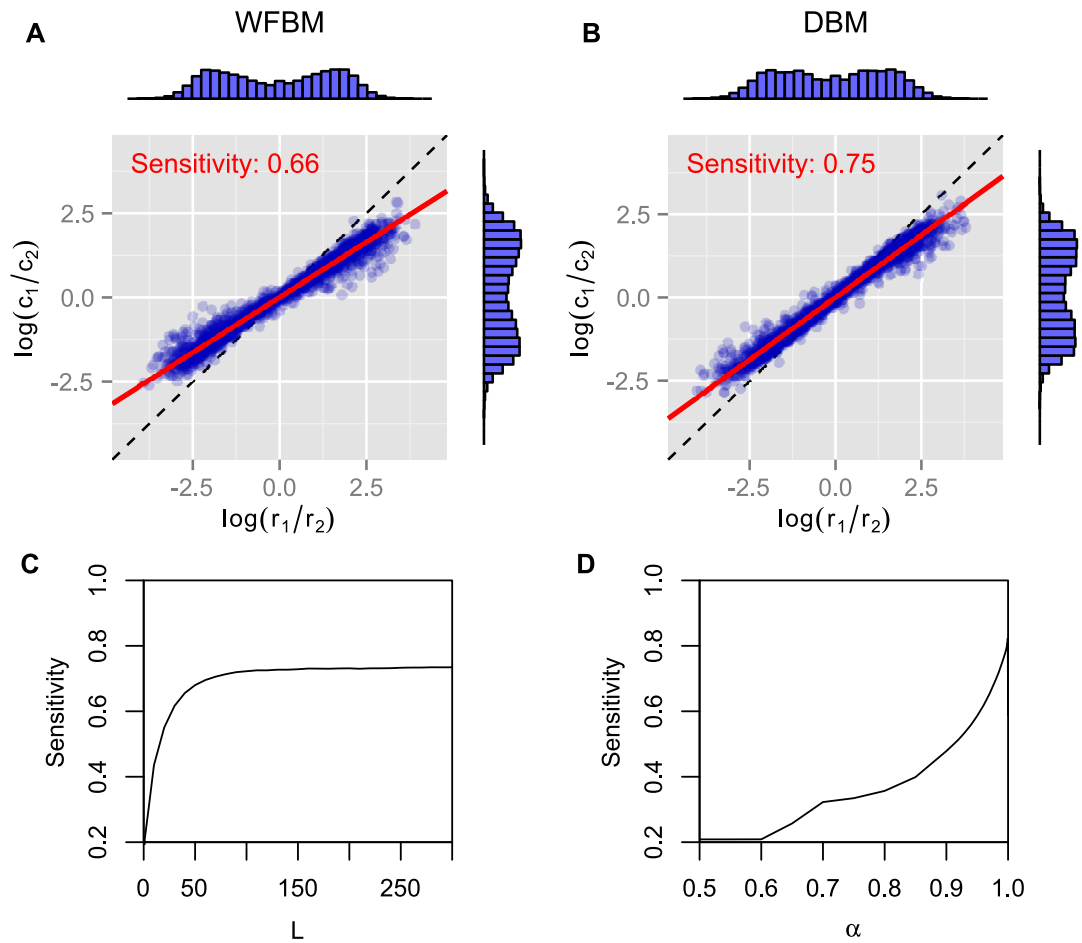 A
WFBM
B
DBM
Sensitivity: 0.66
Sensitivity: 0.75
log(c₁/c₂)
2.5
0.0
-2.5
log(c₁/c₂)
2.5
0.0
-2.5
-2.5 0.0 2.5
log(r₁/r₂)
-2.5 0.0 2.5
log(r₁/r₂)
C
Sensitivity
1.0
0.8
0.6
0.4
0.2
0 50 150 250
L
D
Sensitivity
1.0
0.8
0.6
0.4
0.2
0.5 0.6 0.7 0.8 0.9 1.0
α